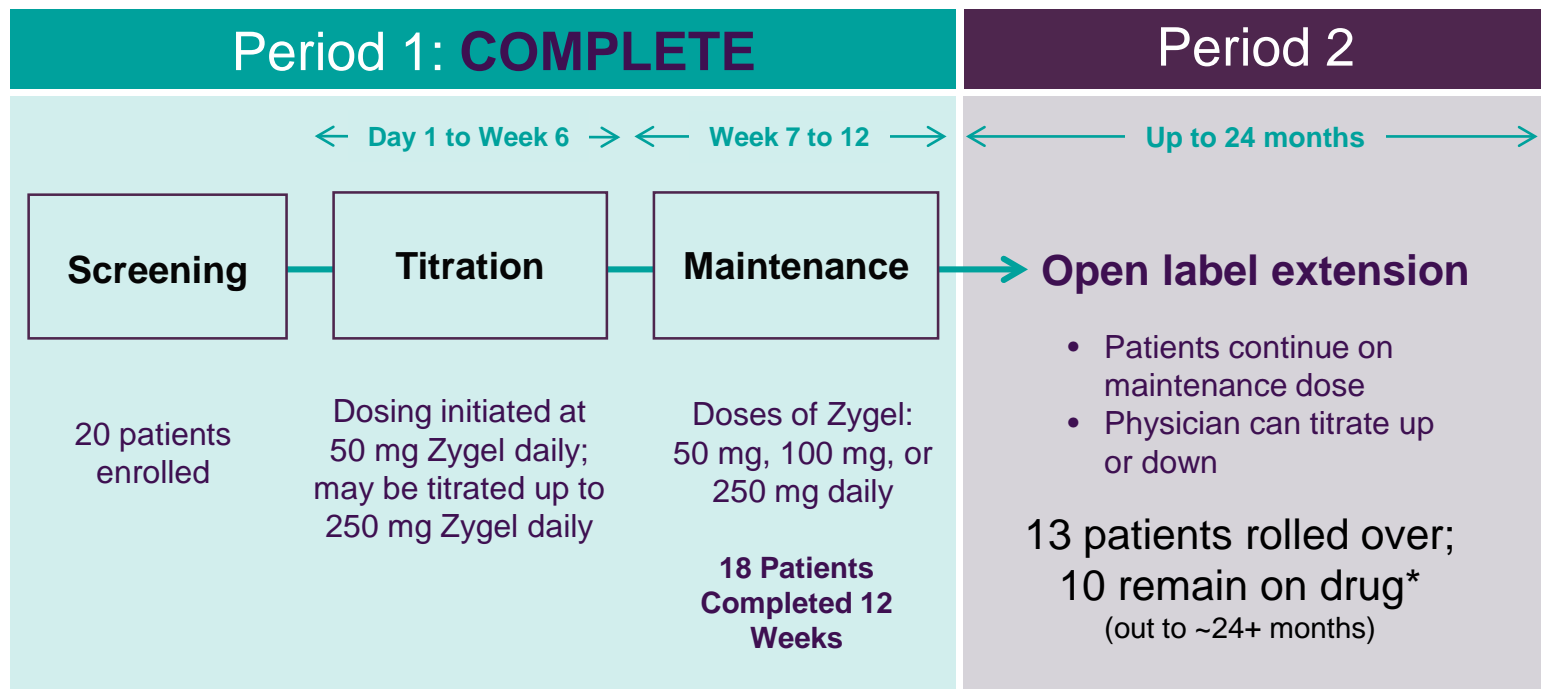 Period 1: COMPLETE
Period 2
Day 1 to Week 6
Week 7 to 12
Up to 24 months
Screening
Titration
Maintenance
Open label extension
20 patients
enrolled
Dosing initiated at
50 mg Zygel daily;
may be titrated up to
250 mg Zygel daily
Doses of Zygel:
50 mg, 100 mg, or
250 mg daily
18 Patients
Completed 12
Weeks
• Patients continue on
maintenance dose
• Physician can titrate up
or down
13 patients rolled over;
10 remain on drug*
(out to ~24+ months)